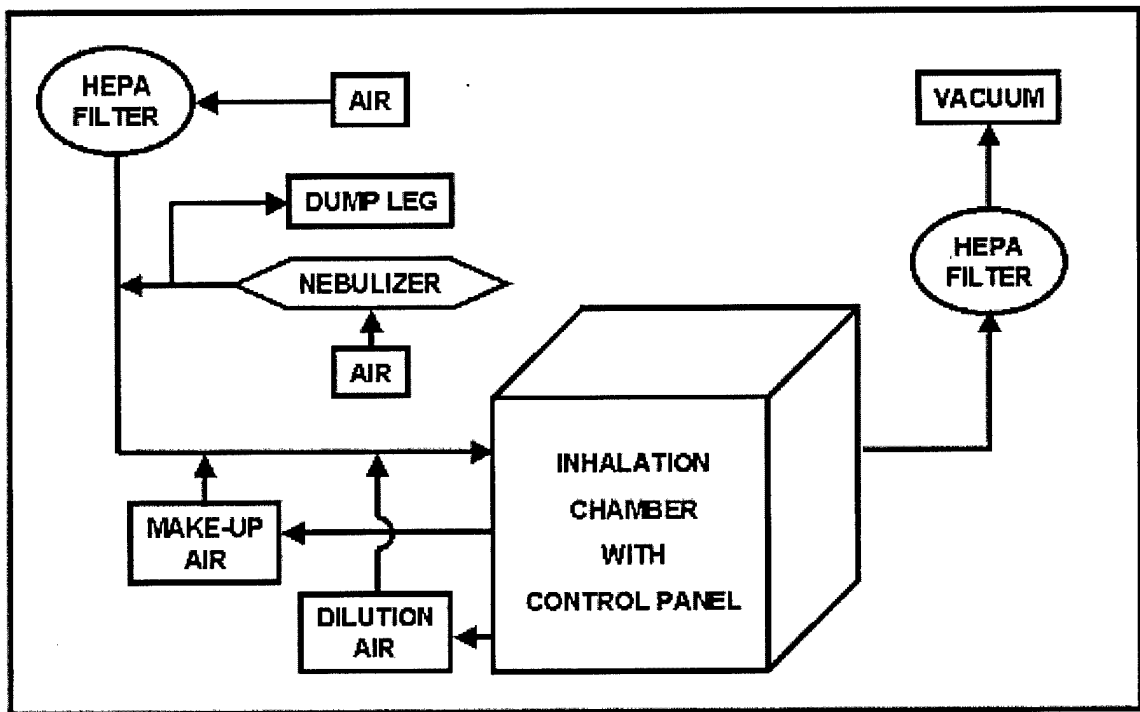 HEPA
FILTER
AIR
VACUUM
DUMP LEG
HEPA
FILTER
NEBULIZER
AIR
INHALATION
CHAMBER
WITH
CONTROL PANEL
MAKE-UP
AIR
DILUTION
AIR